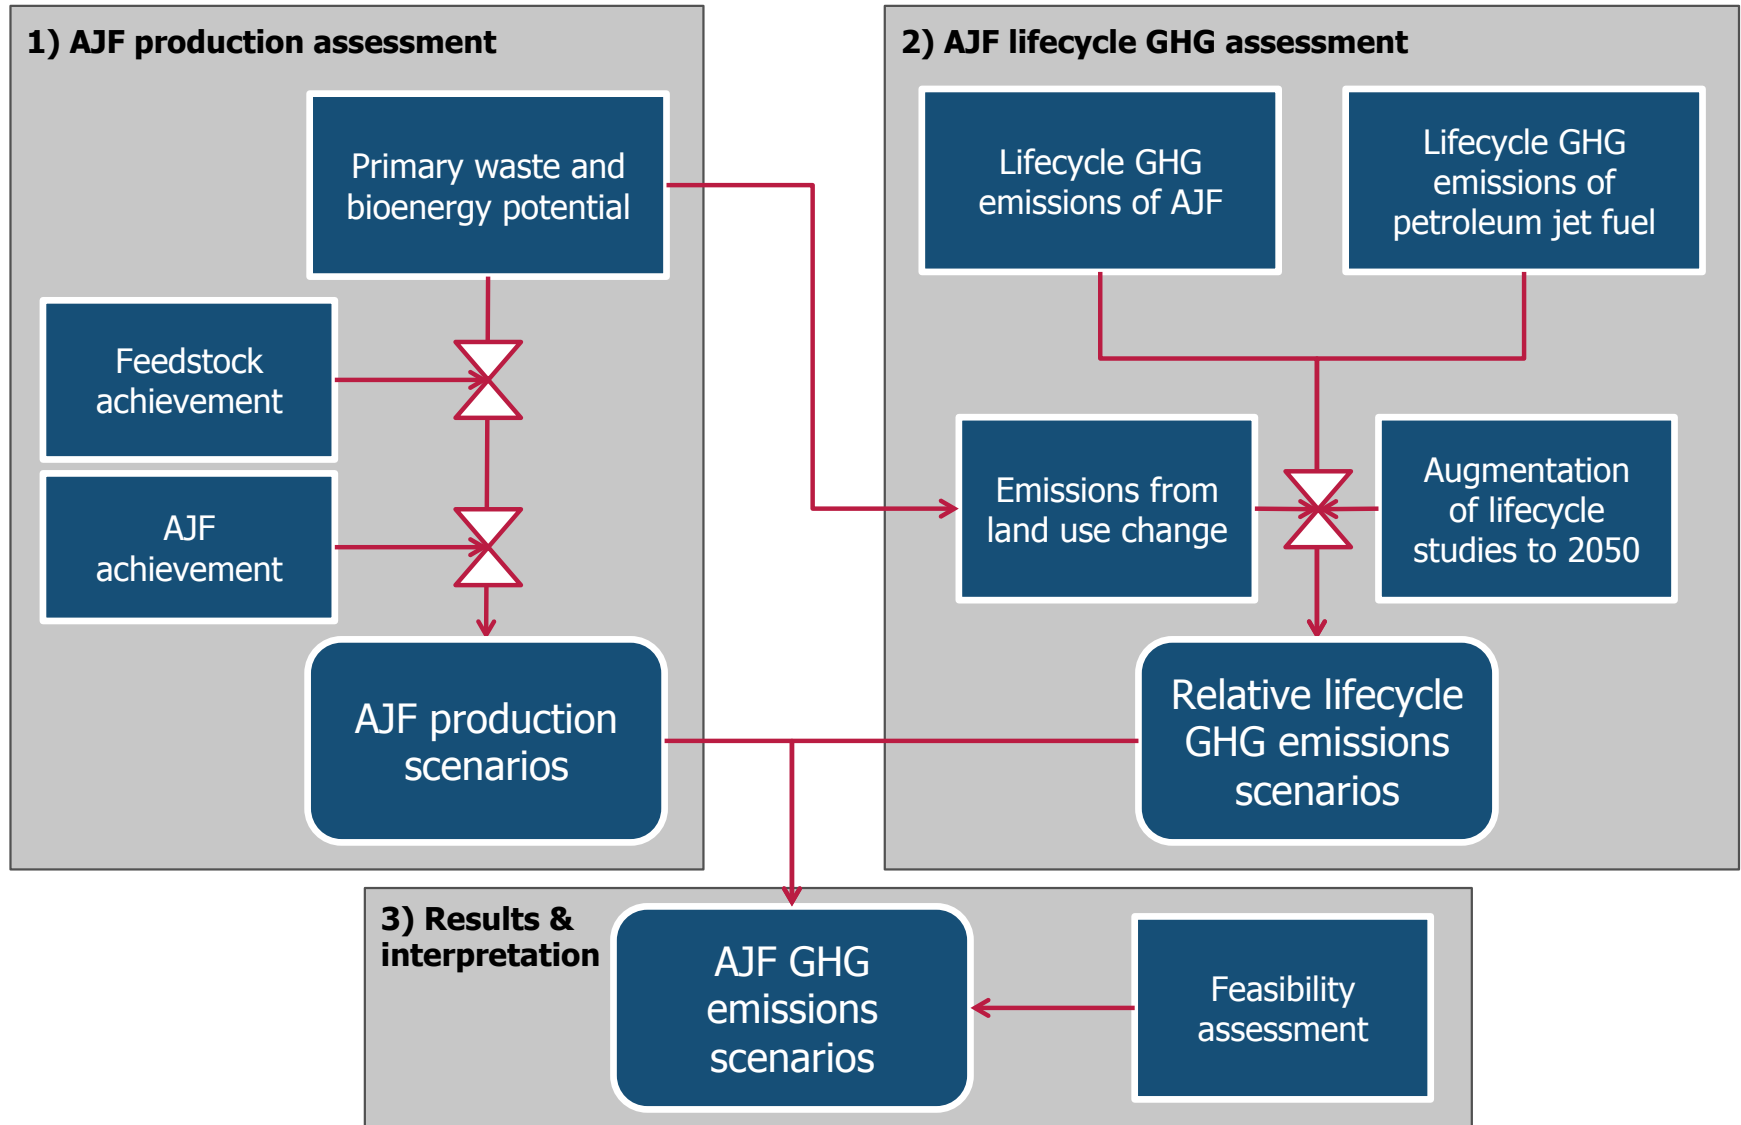 1) AJF production assessment
Primary waste and
bioenergy potential
Feedstock
achievement
AJF
achievement
AJF production
scenarios
2) AJF lifecycle GHG assessment
Lifecycle GHG
emissions of AJF
Lifecycle GHG
emissions of
petroleum jet fuel
Emissions from
land use change
Augmentation
of lifecycle
studies to 2050
Relative lifecycle
GHG emissions
scenarios
3) Results &
interpretation
AJF GHG
emissions
scenarios
Feasibility
assessment